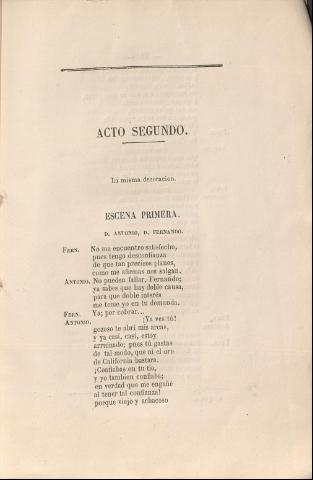 ACTO SEGUNDO.
La misma decoracion.
ESCENA PRIMERA.
D. ANTONIO, D. FERNANDO.
FERN. No me encuentro satisfecho,
pues tengo desconfianza
de que tan precisos planes,
como me afirmas nos salgan.
ANTONIO. No pueden fallar, Fernando;
ya sabes que hay doble causa,
para que doble interés
me tome yo en tu demanda.
FERN. Ya; por cobrar...
ANTONIO. ¡Ya ves tú!
gozoso te abrí mis arcas,
y ya casi, casi, estoy
arruinado; pues tú gastas
de tal modo, que ni el oro
de California bastara.
¡Confiabas en tu tio,
y yo tambien confiaba;
en verdad que me engañé
al tener tal confianza!
porque viejo y achacoso